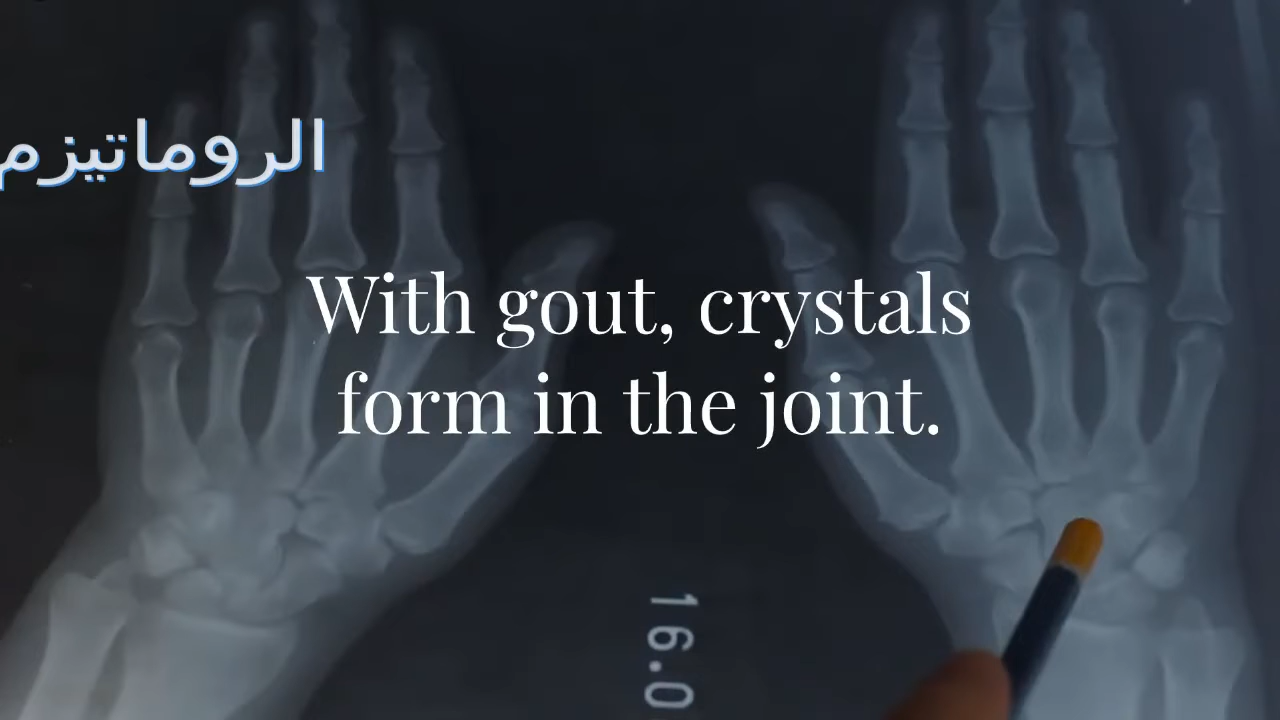 الروماتيزم
With gout, crystals
form in the joint.
16.0